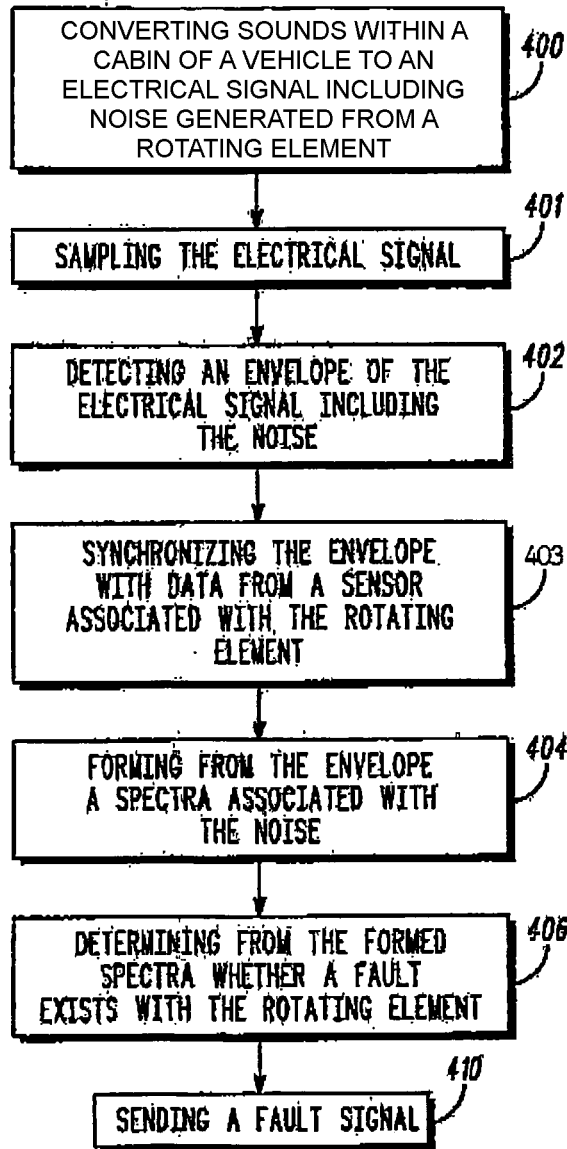 CONVERTING SOUNDS WITHIN A
CABIN OF A VEHICLE TO AN
ELECTRICAL SIGNAL INCLUDING
NOISE GENERATED FROM A
ROTATING ELEMENT
400
SAMPLING THE ELECTRICAL SIGNAL
401
DETECTING AN ENVELOPE OF THE
ELECTRICAL SIGNAL INCLUDING
THE NOISE
402
SYNCHRONIZING THE ENVELOPE
WITH DATA FROM A SENSOR
ASSOCIATED WITH THE ROTATING
ELEMENT
403
FORMING FROM THE ENVELOPE
A SPECTRA ASSOCIATED WITH
THE NOISE
404
DETERMINING FROM THE FORMED
SPECTRA WHETHER A FAULT
EXISTS WITH THE ROTATING ELEMENT
406
SENDING A FAULT SIGNAL
410